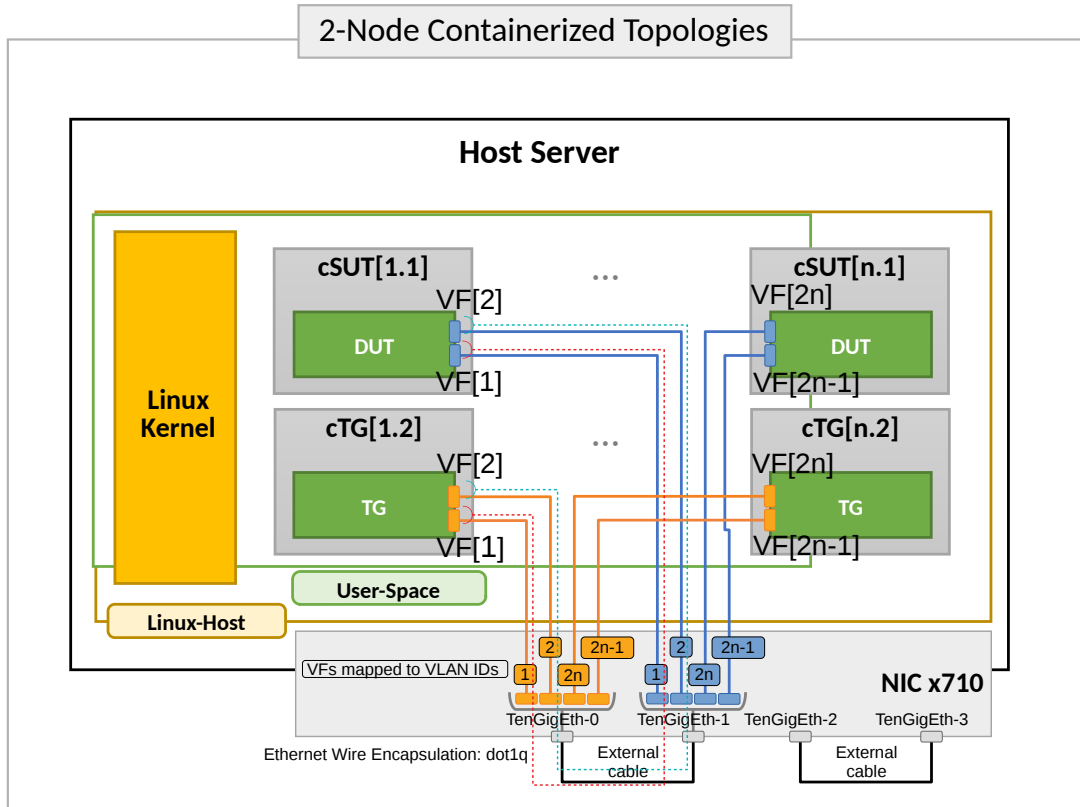 2-Node Containerized Topologies
Host Server
cSUT[1.1]
...
cSUT[n.1]
VF[2]
VF[2n]
DUT
DUT
VF[1]
VF[2n-1]
Linux
Kernel
cTG[1.2]
...
cTG[n.2]
VF[2]
VF[2n]
TG
TG
VF[1]
VF[2n-1]
User-Space
Linux-Host
2
2n-1
2
2n-1
VFs mapped to VLAN IDs
1
2n
1
2n
NIC x710
TenGigEth-0
TenGigEth-1
TenGigEth-2
TenGigEth-3
Ethernet Wire Encapsulation: dot1q
External
cable
External
cable